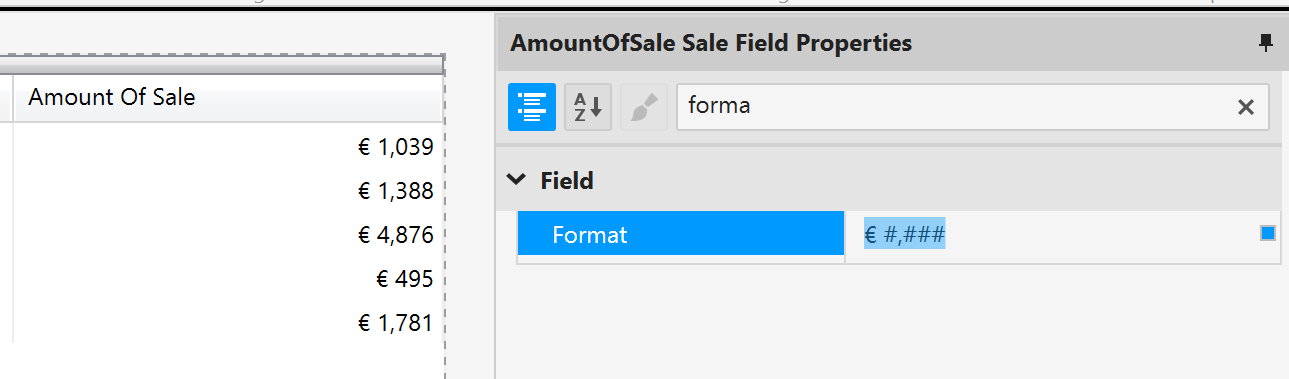 Amount Of Sale
€ 1,039
€ 1,388
€ 4,876
€ 495
€ 1,781
AmountOfSale Sale Field Properties
A
Z
forma
Field
Format
€ #,###